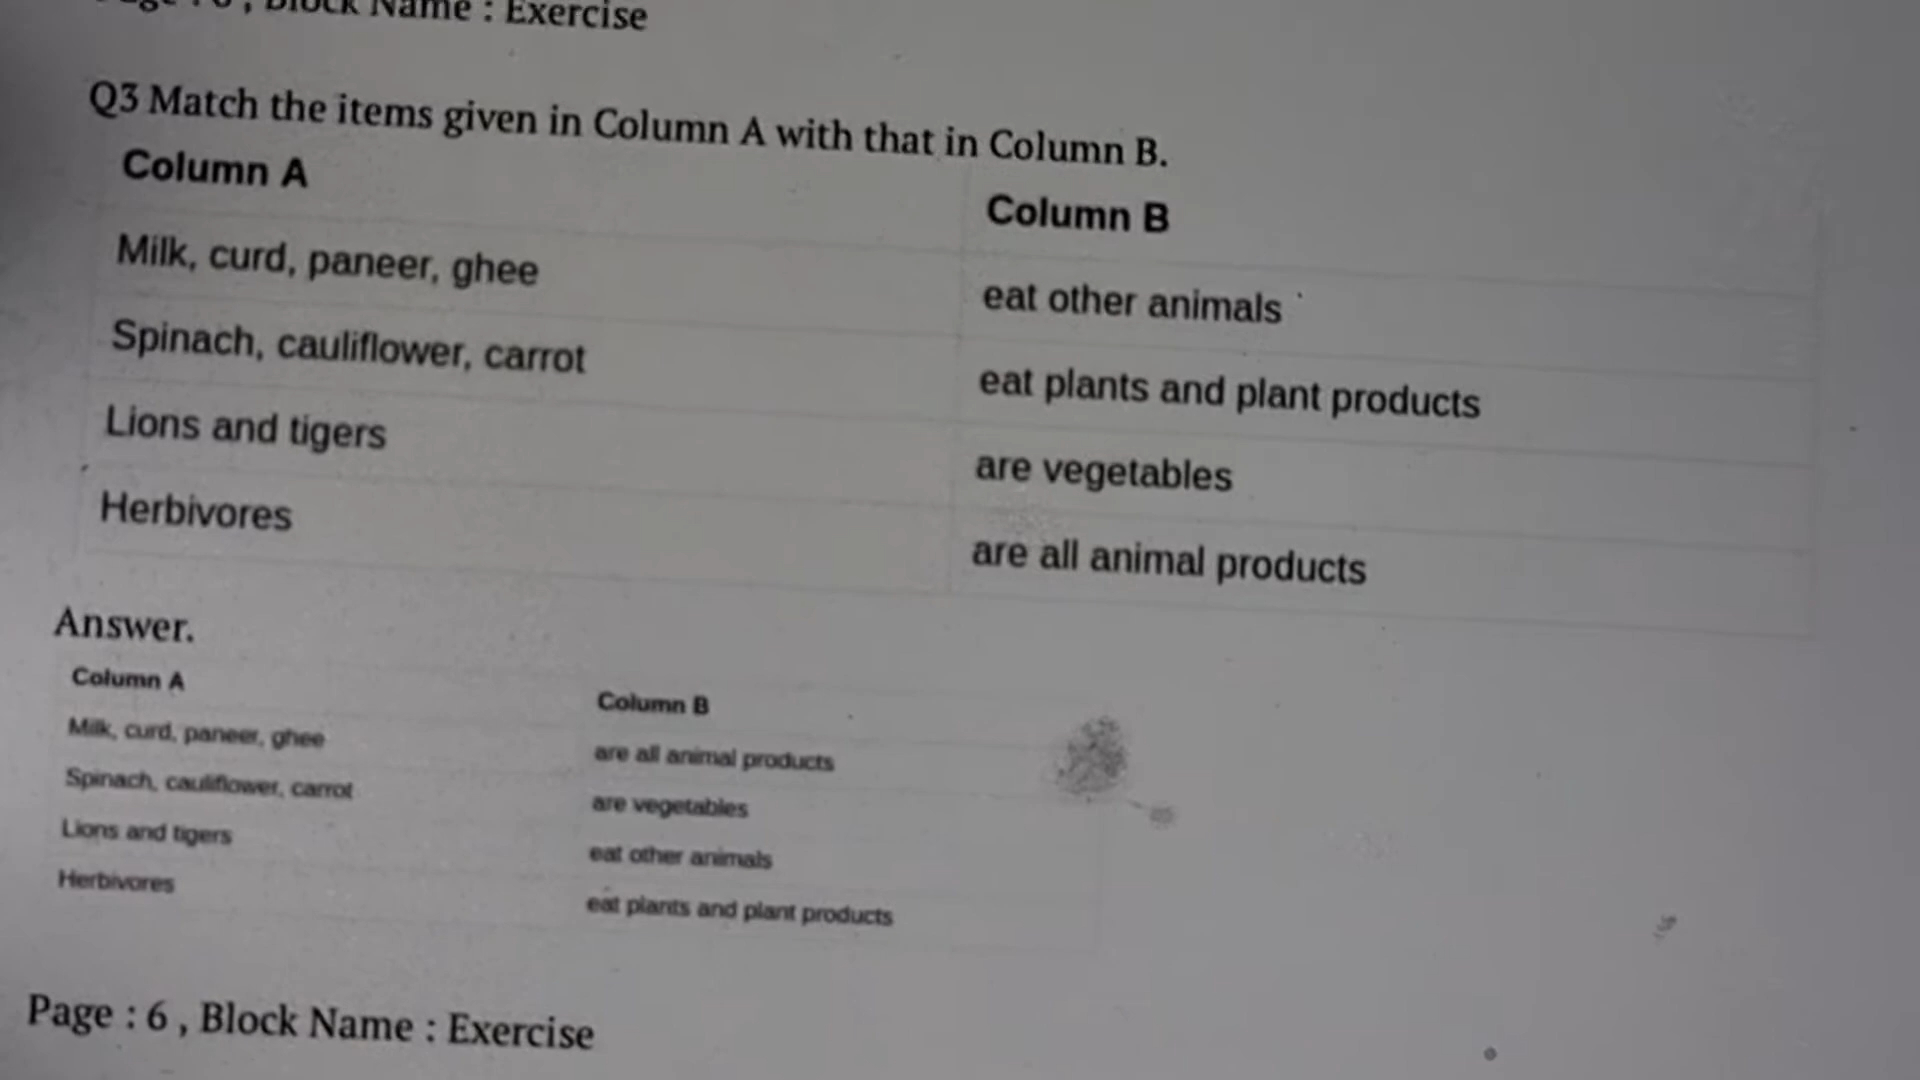 Page : 6 , Block Name : Exercise
Q3 Match the items given in Column A with that in Column B.
Column A Column B
Milk, curd, paneer, ghee eat other animals
Spinach, cauliflower, carrot eat plants and plant products
Lions and tigers are vegetables
Herbivores are all animal products
Answer.
Column A Column B
Milk, curd, paneer, ghee are all animal products
Spinach, cauliflower, carrot are vegetables
Lions and tigers eat other animals
Herbivores eat plants and plant products
Page : 6 , Block Name : Exercise